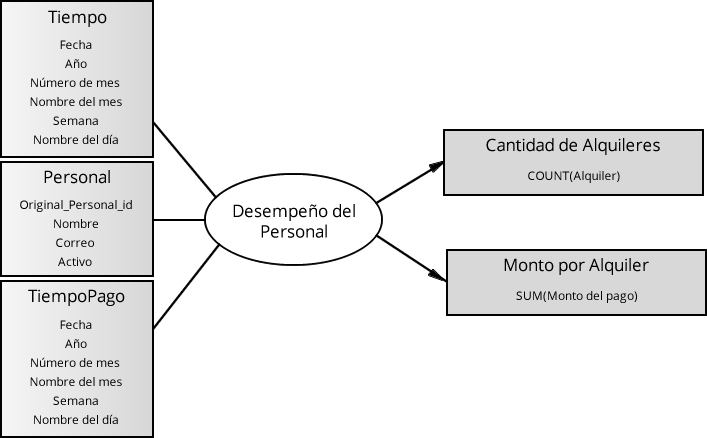 Tiempo
Fecha
Año
Número de mes
Nombre del mes
Semana
Nombre del día
Personal
Original_Personal_id
Nombre
Correo
Activo
TiempoPago
Fecha
Año
Número de mes
Nombre del mes
Semana
Nombre del día
Desempeño del
Personal
Cantidad de Alquileres
COUNT(Alquiler)
Monto por Alquiler
SUM(Monto del pago)